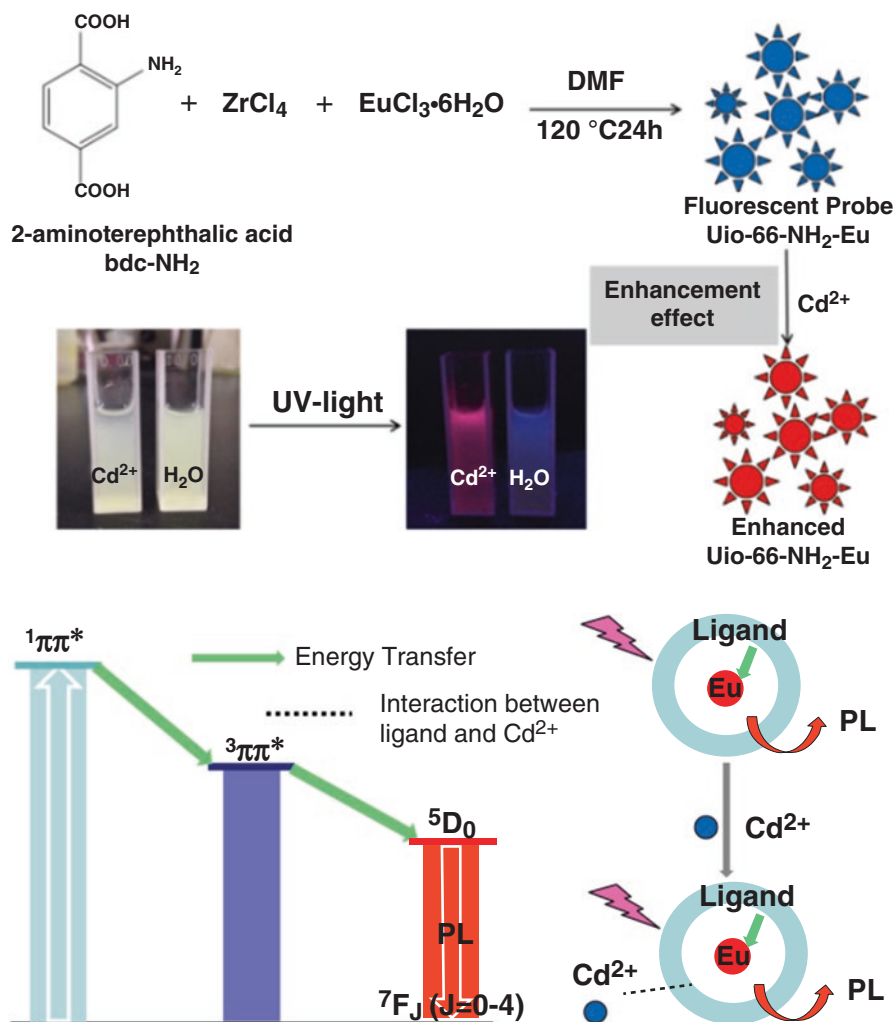 COOH
NH₂
COOH
+ ZrCl₄ + EuCl₃•6H₂O
DMF
120 °C24h
2-aminoterephthalic acid
bdc-NH₂
Fluorescent Probe
Uio-66-NH₂-Eu
Enhancement
effect
Cd²⁺
Cd²⁺
H₂O
UV-light
Cd²⁺
H₂O
Enhanced
Uio-66-NH₂-Eu
¹ππ*
Energy Transfer
Interaction between
ligand and Cd²⁺
³ππ*
⁵D₀
PL
⁷F_J (J=0-4)
Ligand
Eu
PL
Cd²⁺
Ligand
Eu
Cd²⁺
PL